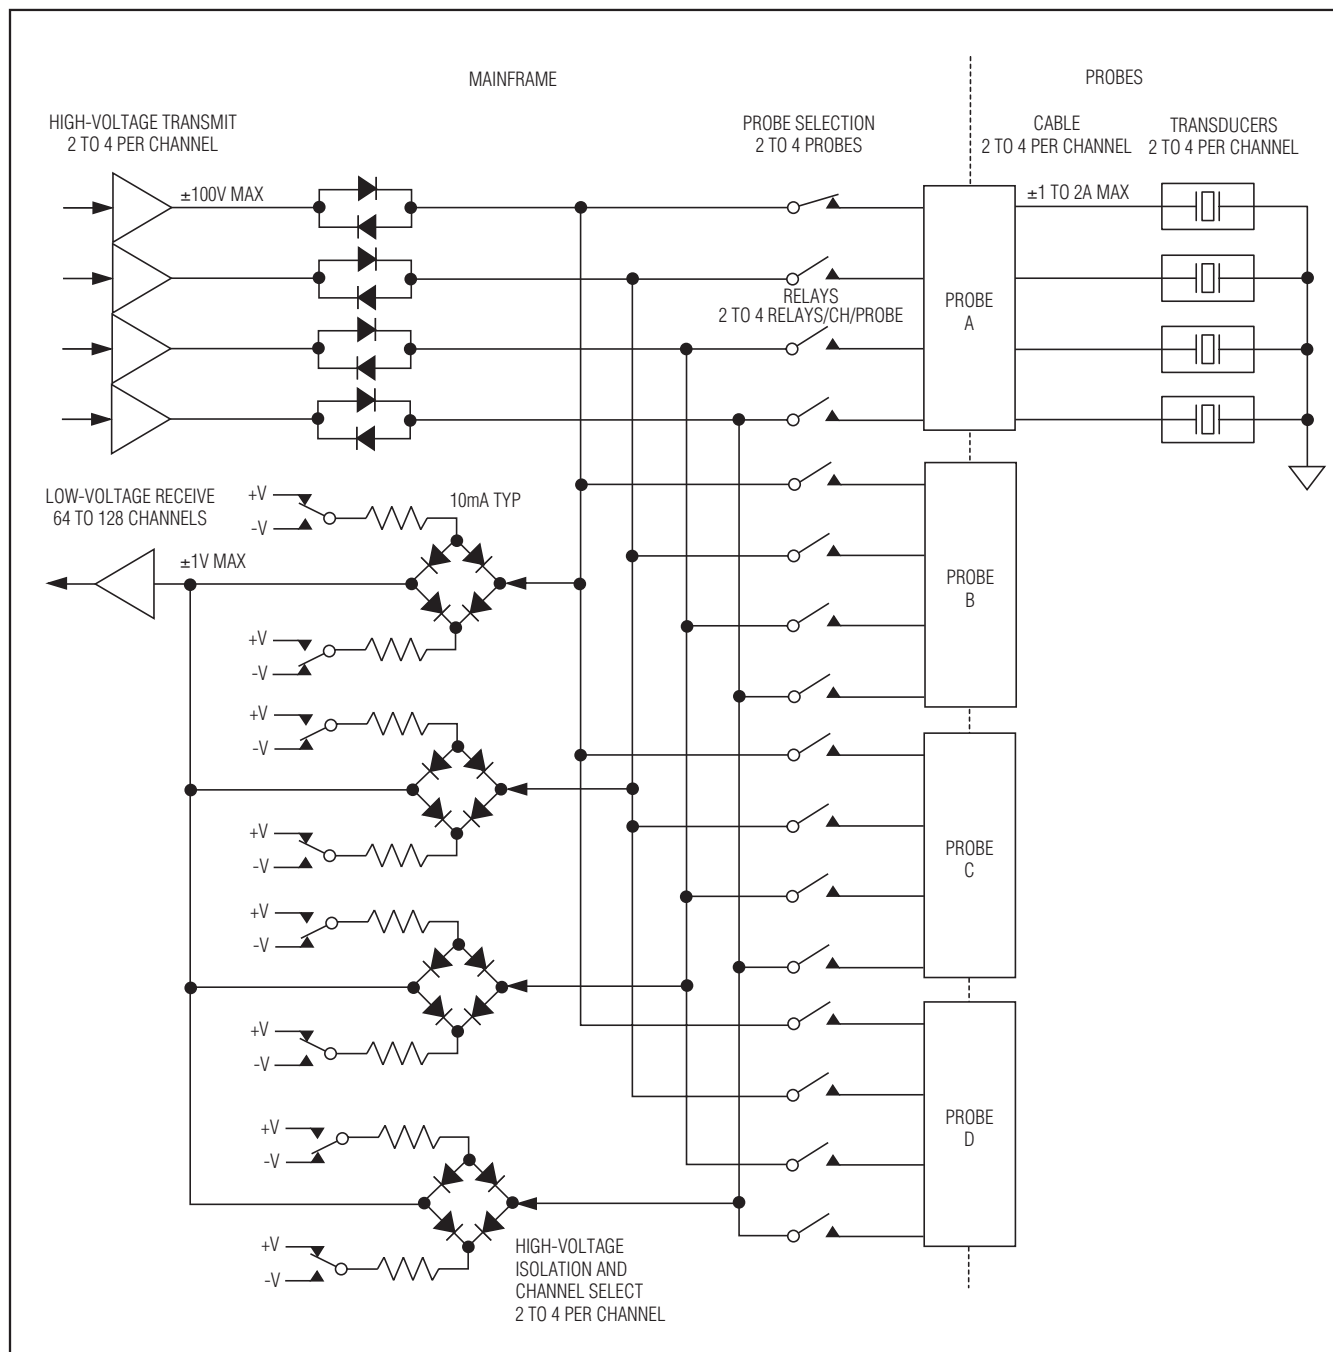 MAINFRAME
PROBES
HIGH-VOLTAGE TRANSMIT
2 TO 4 PER CHANNEL
PROBE SELECTION
2 TO 4 PROBES
CABLE
2 TO 4 PER CHANNEL
TRANSDUCERS
2 TO 4 PER CHANNEL
±100V MAX
±1 TO 2A MAX
RELAYS
2 TO 4 RELAYS/CH/PROBE
PROBE
A
LOW-VOLTAGE RECEIVE
64 TO 128 CHANNELS
+V
-V
10mA TYP
±1V MAX
PROBE
B
+V
-V
+V
-V
+V
-V
PROBE
C
+V
-V
+V
-V
PROBE
D
+V
-V
+V
-V
HIGH-VOLTAGE
ISOLATION AND
CHANNEL SELECT
2 TO 4 PER CHANNEL